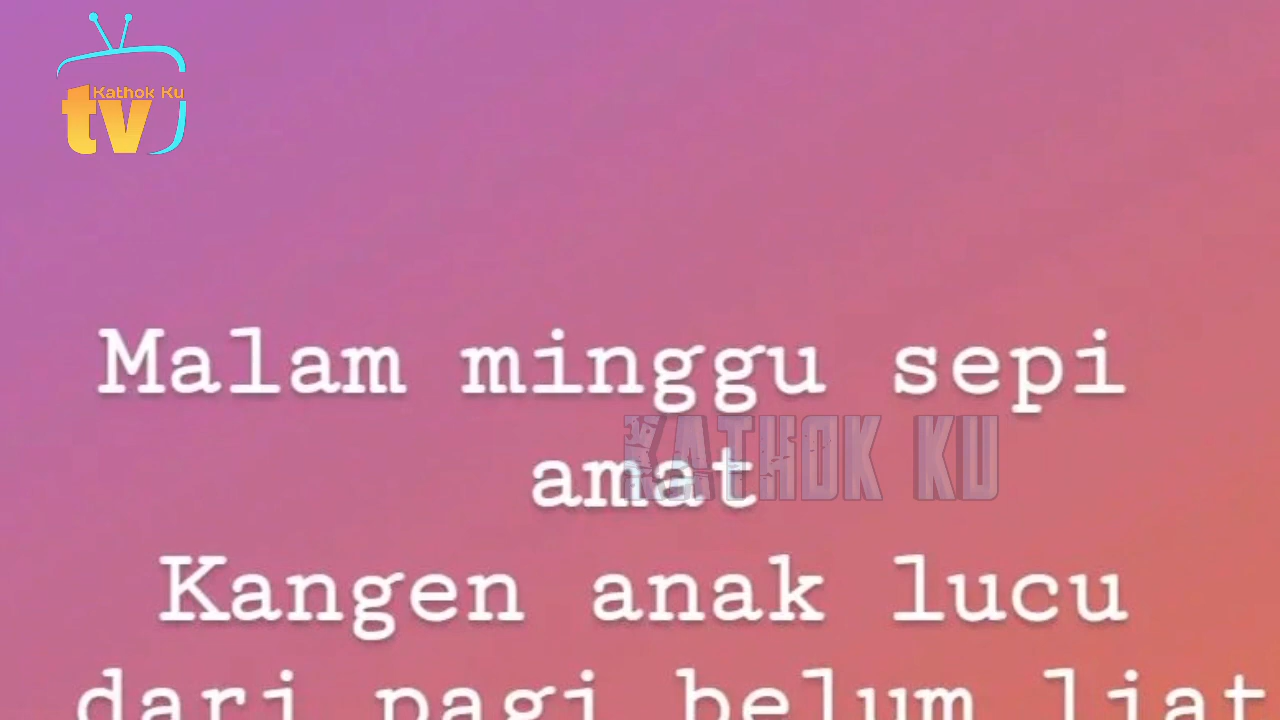 Kathok Ku
tv
Malam minggu sepi
amat
KATHOK KU
Kangen anak lucu
dari pagi belum liat